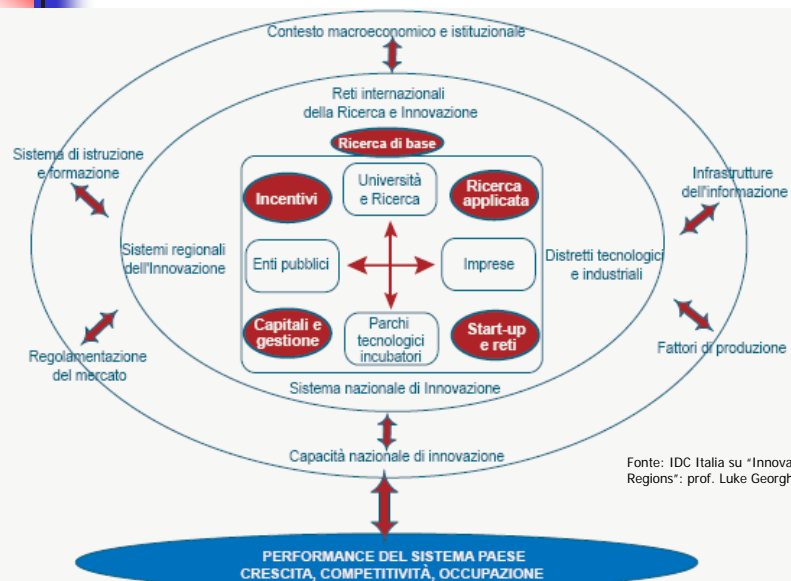 Contesto macroeconomico e istituzionale
Reti internazionali
della Ricerca e Innovazione
Ricerca di base
Sistema di istruzione
e formazione
Infrastrutture
dell'informazione
Incentivi
Università
e Ricerca
Ricerca
applicata
Sistemi regionali
dell'Innovazione
Enti pubblici
Imprese
Distretti tecnologici
e industriali
Capitali e
gestione
Parchi
tecnologici
incubatori
Start-up
e reti
Regolamentazione
del mercato
Fattori di produzione
Sistema nazionale di Innovazione
Capacità nazionale di innovazione
Fonte: IDC Italia su "Innova
Regions": prof. Luke Georgh
PERFORMANCE DEL SISTEMA PAESE
CRESCITA, COMPETITIVITÀ, OCCUPAZIONE